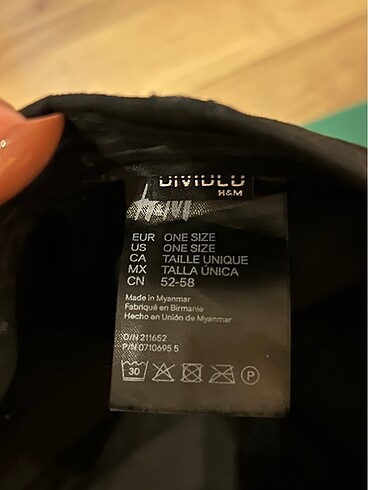 DIVIDED
H&M
H&M
EUR ONE SIZE
US ONE SIZE
CA TAILLE UNIQUE
MX TALLA ÚNICA
CN 52-58
Made in Myanmar
Fabriqué en Birmanie
Hecho en Unión de Myanmar
O/N 211652
P/N 0710695 5
30
P